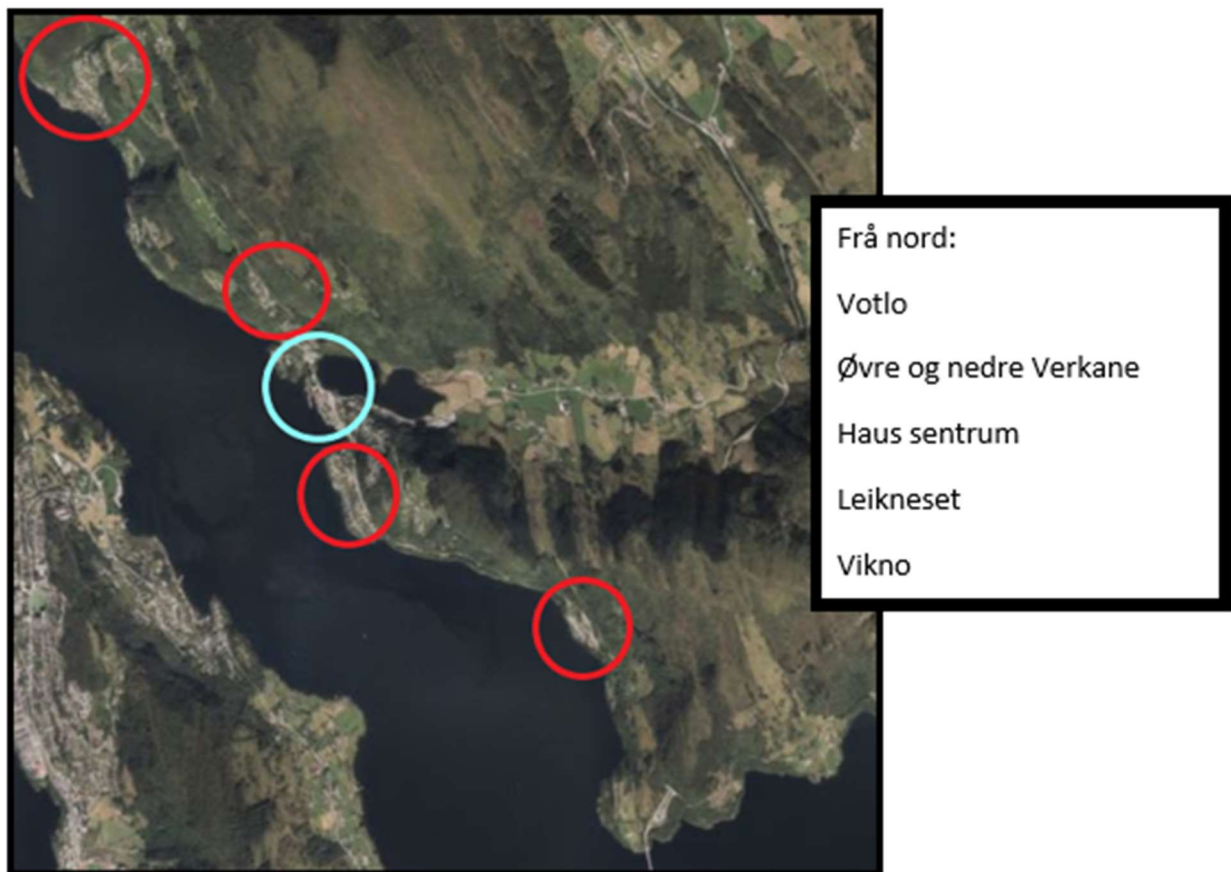 Frå nord:
Votlo
Øvre og nedre Verkane
Haus sentrum
Leikneset
Vikno